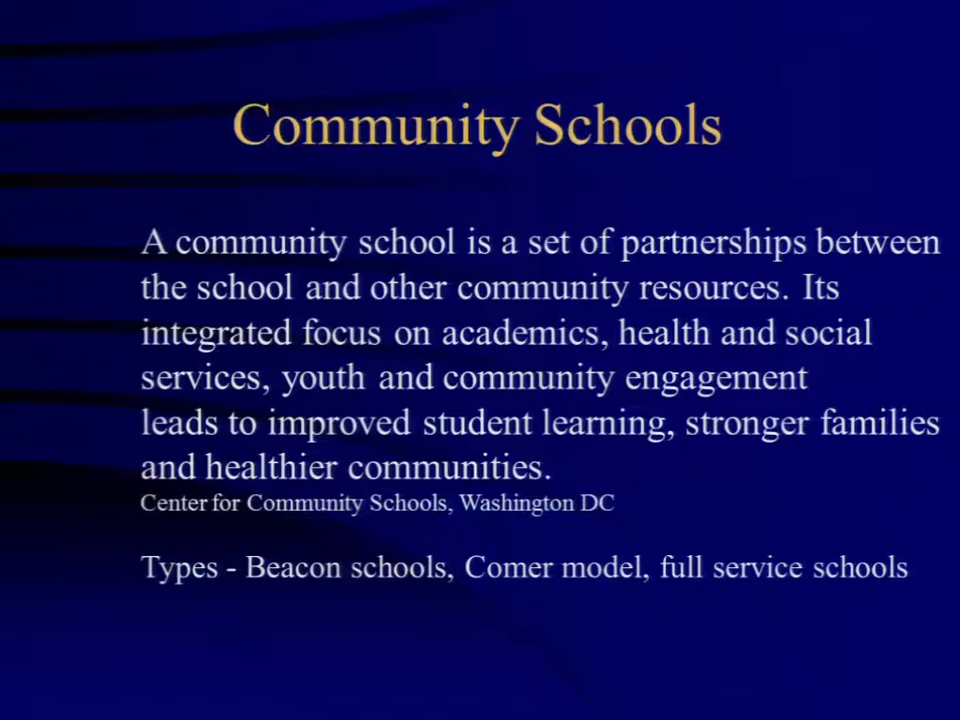 Community Schools
A community school is a set of partnerships between
the school and other community resources. Its
integrated focus on academics, health and social
services, youth and community engagement
leads to improved student learning, stronger families
and healthier communities.
Center for Community Schools, Washington DC
Types - Beacon schools, Comer model, full service schools